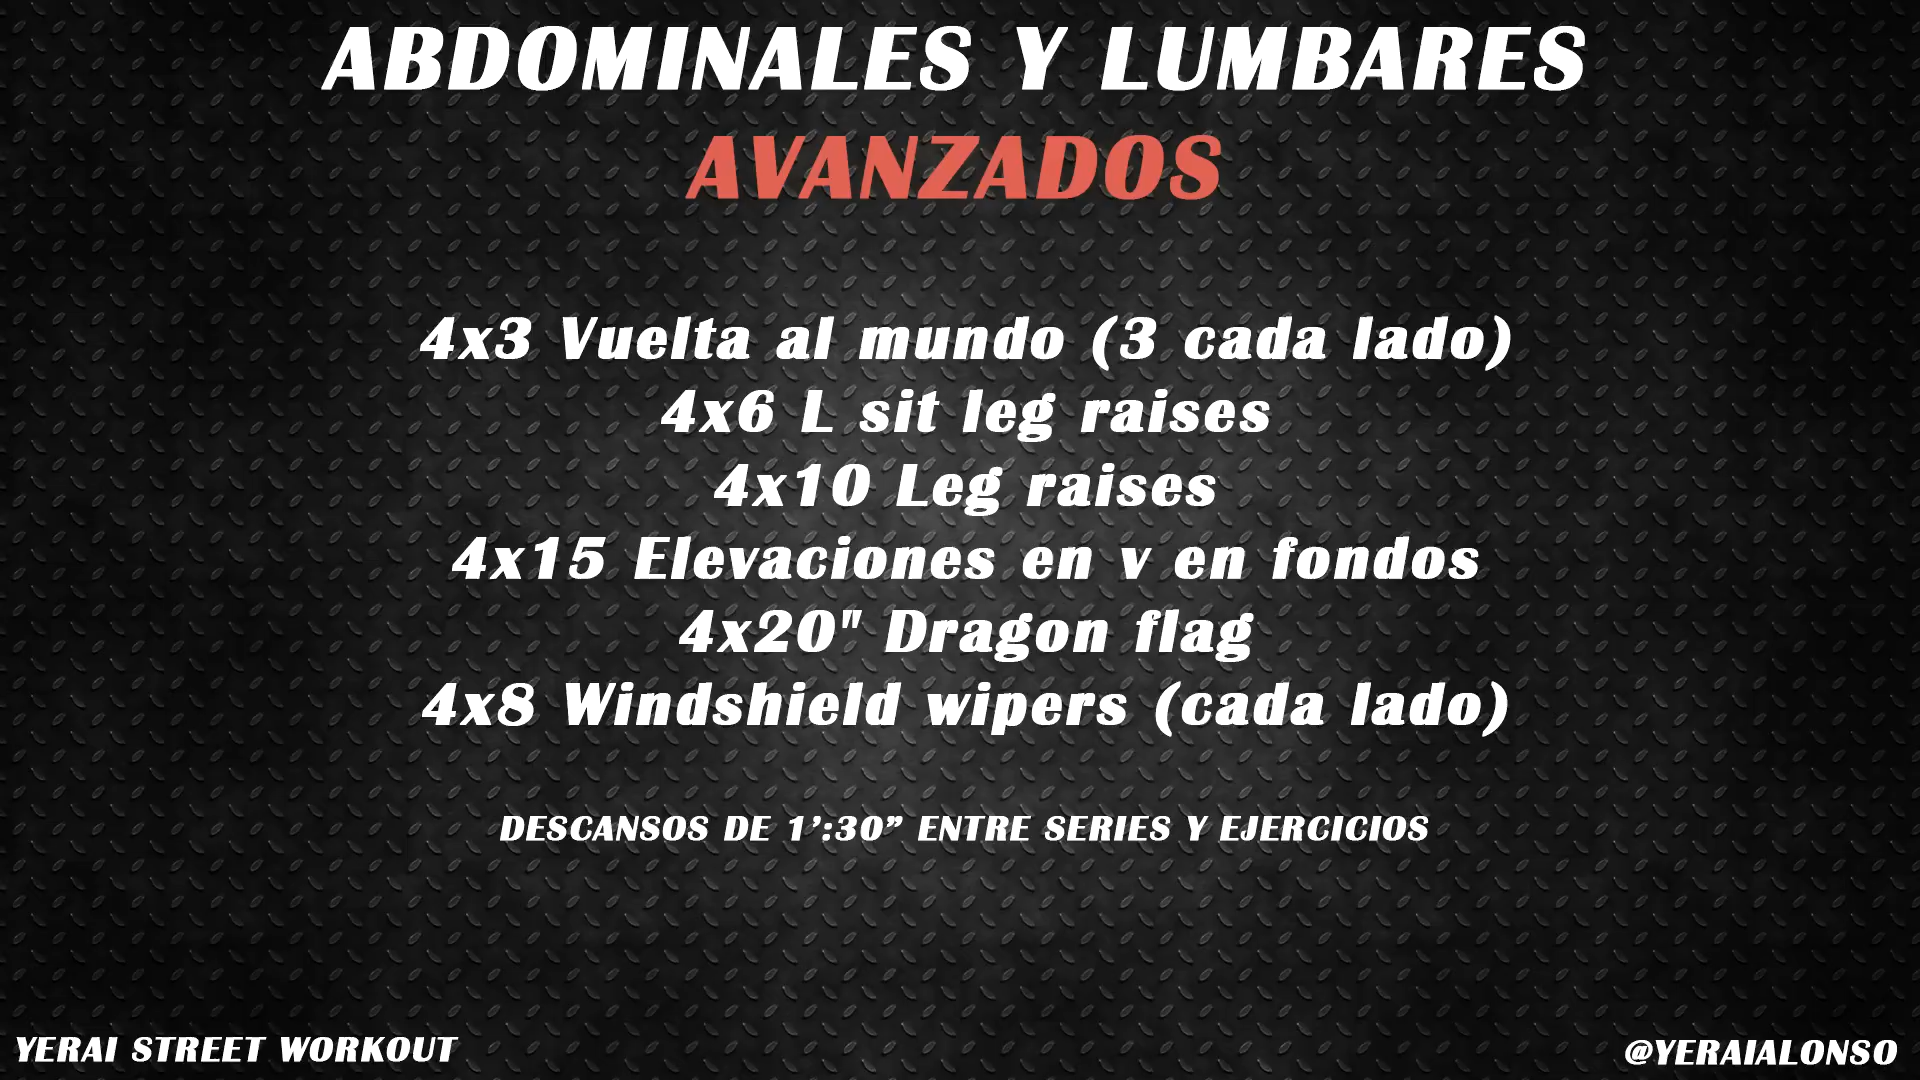 ABDOMINALES Y LUMBARES
AVANZADOS
4x3 Vuelta al mundo (3 cada lado)
4x6 L sit leg raises
4x10 Leg raises
4x15 Elevaciones en v en fondos
4x20" Dragon flag
4x8 Windshield wipers (cada lado)
DESCANSOS DE 1’:30” ENTRE SERIES Y EJERCICIOS
YERAI STREET WORKOUT
@YERAIALONSO